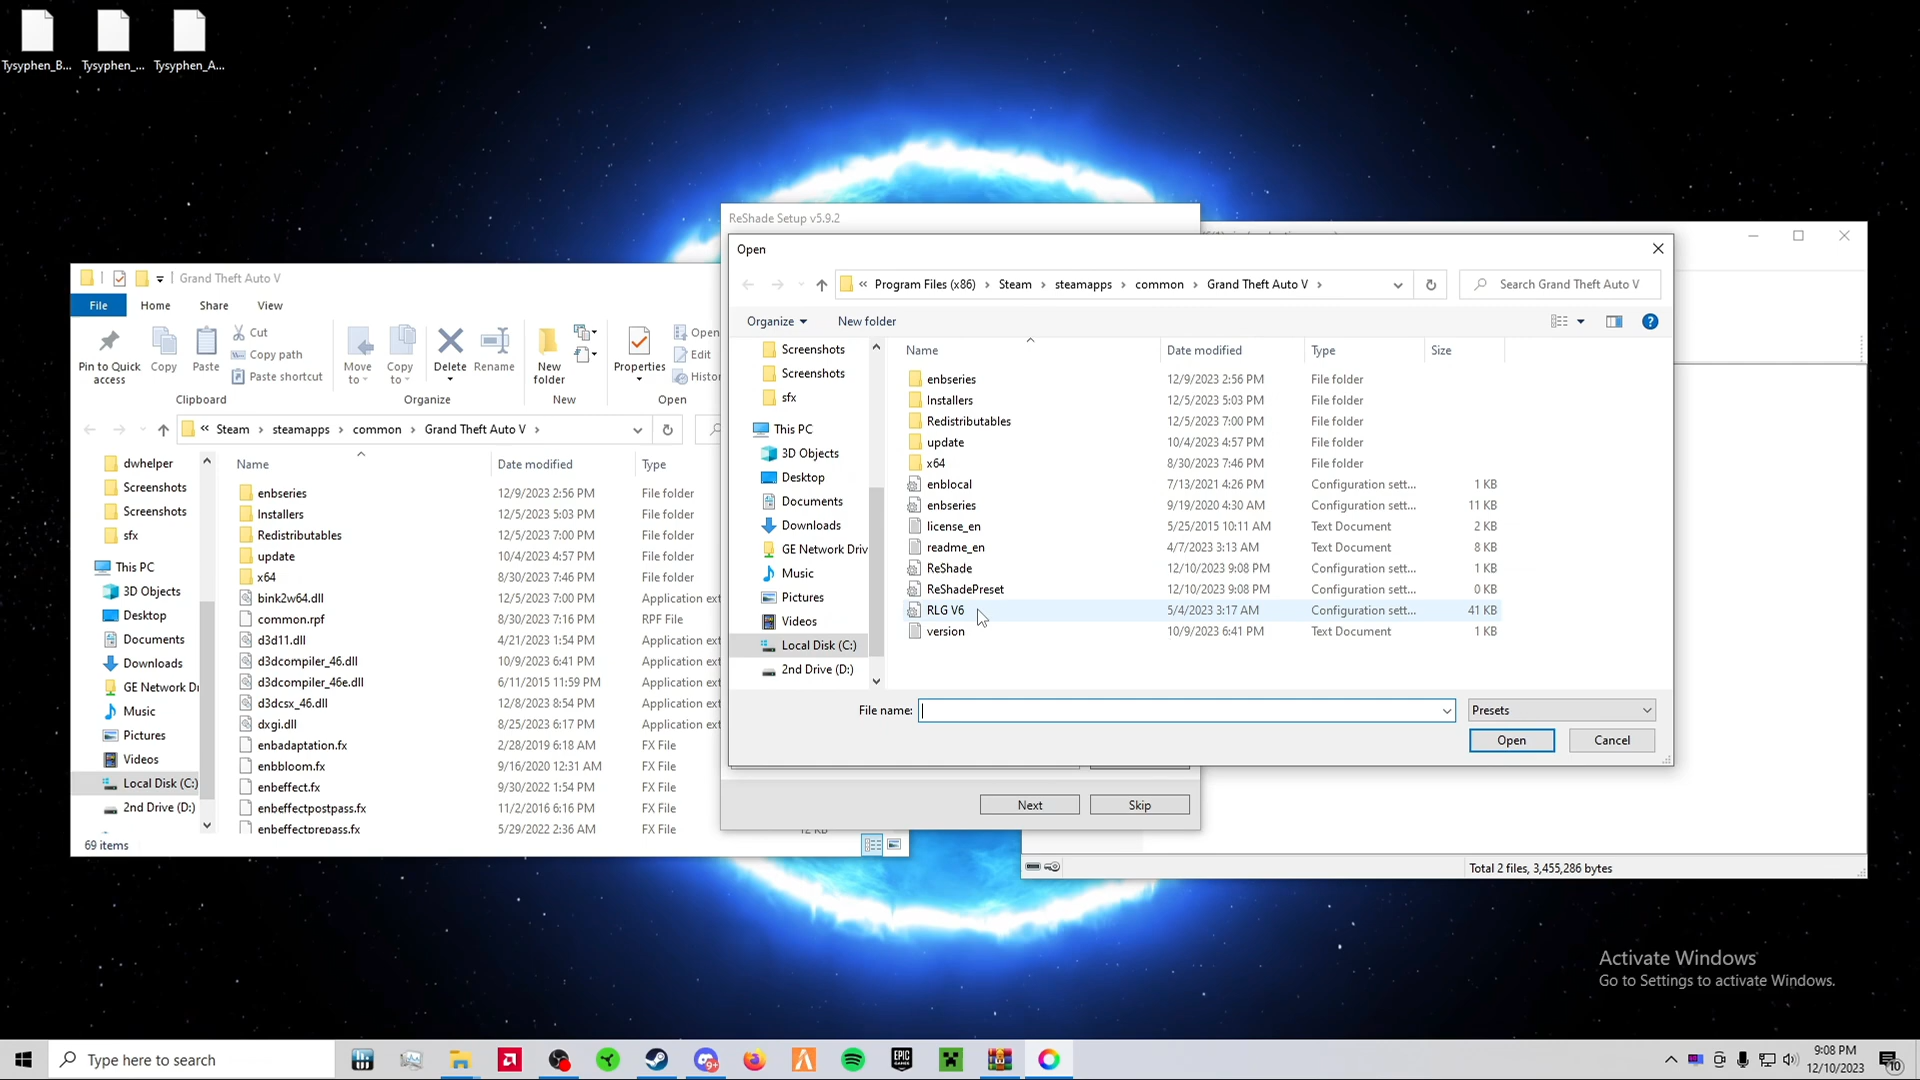 Tysyphen_B... Tysyphen_... Tysyphen_A...
ReShade Setup v5.9.2
Open
« Program Files (x86) › Steam › steamapps › common › Grand Theft Auto V ›
Search Grand Theft Auto V
Organize New folder
Screenshots
Screenshots
sfx
This PC
3D Objects
Desktop
Documents
Downloads
GE Network Driv
Music
Pictures
Videos
Local Disk (C:)
2nd Drive (D:)
Name Date modified Type Size
enbseries 12/9/2023 2:56 PM File folder
Installers 12/5/2023 5:03 PM File folder
Redistributables 12/5/2023 7:00 PM File folder
update 10/4/2023 4:57 PM File folder
x64 8/30/2023 7:46 PM File folder
enblocal 7/13/2021 4:26 PM Configuration sett... 1 KB
enbseries 9/19/2020 4:30 AM Configuration sett... 11 KB
license_en 5/25/2015 10:11 AM Text Document 2 KB
readme_en 4/7/2023 3:13 AM Text Document 8 KB
ReShade 12/10/2023 9:08 PM Configuration sett... 1 KB
ReShadePreset 12/10/2023 9:08 PM Configuration sett... 0 KB
RLG V6 5/4/2023 3:17 AM Configuration sett... 41 KB
version 10/9/2023 6:41 PM Text Document 1 KB
File name: Presets
Open Cancel
Next Skip
Grand Theft Auto V
File Home Share View
Pin to Quick access
Copy
Paste
Cut
Copy path
Paste shortcut
Clipboard
Move to
Copy to
Delete
Rename
Organize
New folder
New
Properties
Open
Edit
Histor
Open
« Steam › steamapps › common › Grand Theft Auto V ›
dwhelper
Screenshots
Screenshots
sfx
This PC
3D Objects
Desktop
Documents
Downloads
GE Network Dr
Music
Pictures
Videos
Local Disk (C:)
2nd Drive (D:)
Name Date modified Type
enbseries 12/9/2023 2:56 PM File folder
Installers 12/5/2023 5:03 PM File folder
Redistributables 12/5/2023 7:00 PM File folder
update 10/4/2023 4:57 PM File folder
x64 8/30/2023 7:46 PM File folder
bink2w64.dll 12/5/2023 7:00 PM Application ext
common.rpf 8/30/2023 7:16 PM RPF File
d3d11.dll 4/21/2023 1:54 PM Application ext
d3dcompiler_46.dll 10/9/2023 6:41 PM Application ext
d3dcompiler_46e.dll 6/11/2015 11:59 PM Application ext
d3dcsx_46.dll 12/8/2023 8:54 PM Application ext
dxgi.dll 8/25/2023 6:17 PM Application ext
enbadaptation.fx 2/28/2019 6:18 AM FX File
enbbloom.fx 9/16/2020 12:31 AM FX File
enbeffect.fx 9/30/2022 1:54 PM FX File
enbeffectpostpass.fx 11/2/2016 6:16 PM FX File
enbeffectprepass.fx 5/29/2022 2:36 AM FX File 12 KB
69 items
Total 2 files, 3,455,286 bytes
Activate Windows
Go to Settings to activate Windows.
Type here to search
EPIC GAMES
9+
9:08 PM
12/10/2023
10